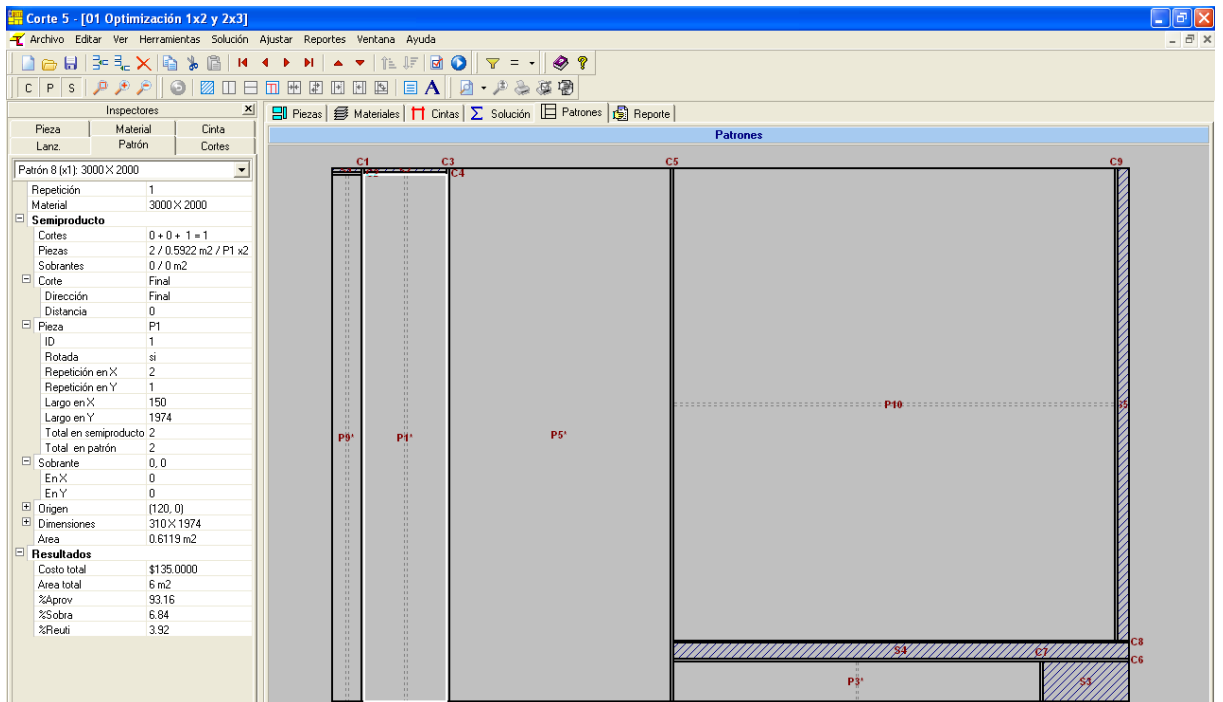 Corte 5 - [01 Optimización 1x2 y 2x3]
Archivo Editar Ver Herramientas Solución Ajustar Reportes Ventana Ayuda
C P S
Inspectores
Piezas Materiales Cintas Solución Patrones Reporte
Pieza Material Cinta
Lanz. Patrón Cortes
Patrones
Patrón 8 (x1): 3000 X 2000
Repetición 1
Material 3000 X 2000
Semiproducto
Cortes 0 + 0 + 1 = 1
Piezas 2 / 0.5922 m2 / P1 x2
Sobrantes 0 / 0 m2
Corte Final
Dirección Final
Distancia 0
Pieza P1
ID 1
Rotada si
Repetición en X 2
Repetición en Y 1
Largo en X 150
Largo en Y 1974
Total en semiproducto 2
Total en patrón 2
Sobrante 0, 0
En X 0
En Y 0
Origen (120, 0)
Dimensiones 310 X 1974
Area 0.6119 m2
Resultados
Costo total $135.0000
Area total 6 m2
%Aprov 93.16
%Sobra 6.84
%Reuti 3.92
C1 C3 C5 C9
C4
P10
P9' P1' P5'
C8
S4 C7
C6
P3' S3